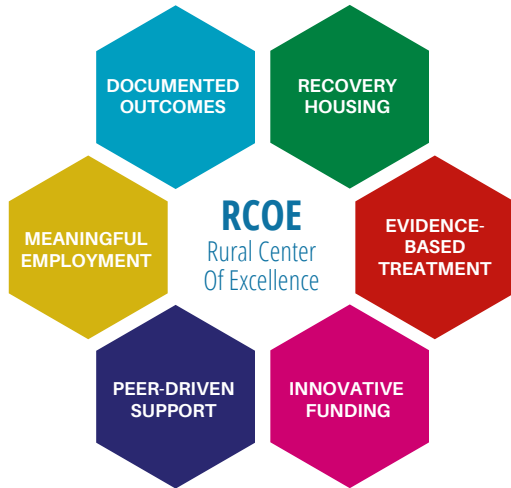 DOCUMENTED
OUTCOMES
RECOVERY
HOUSING
MEANINGFUL
EMPLOYMENT
RCOE
Rural Center
Of Excellence
EVIDENCE-
BASED
TREATMENT
PEER-DRIVEN
SUPPORT
INNOVATIVE
FUNDING